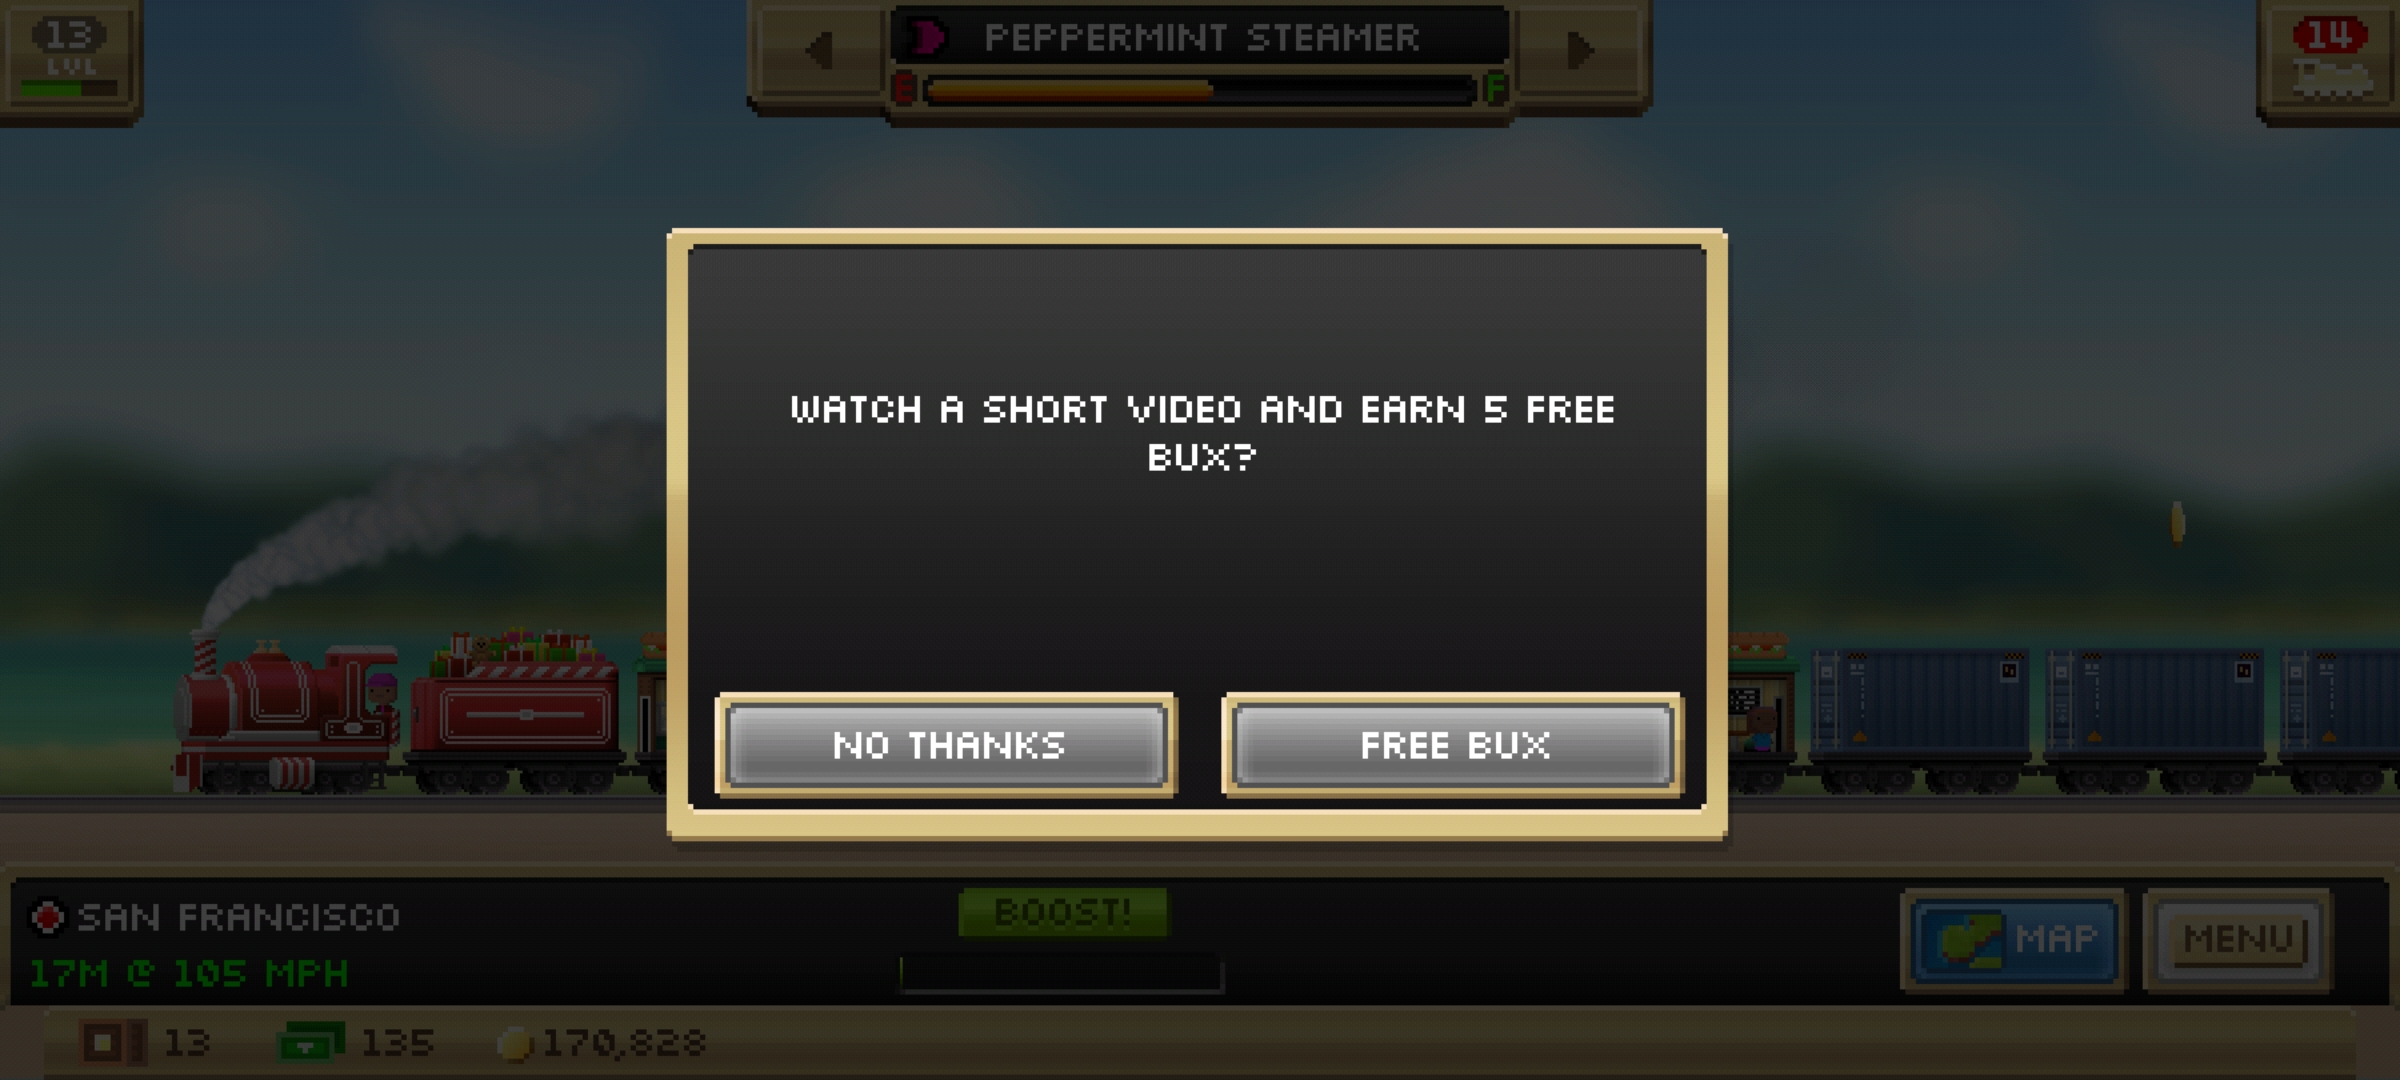 13
LVL
PEPPERMINT STEAMER
E
F
14
WATCH A SHORT VIDEO AND EARN 5 FREE
BUX?
NO THANKS
FREE BUX
SAN FRANCISCO
17M @ 105 MPH
BOOST!
MAP
MENU
13
135
170,828